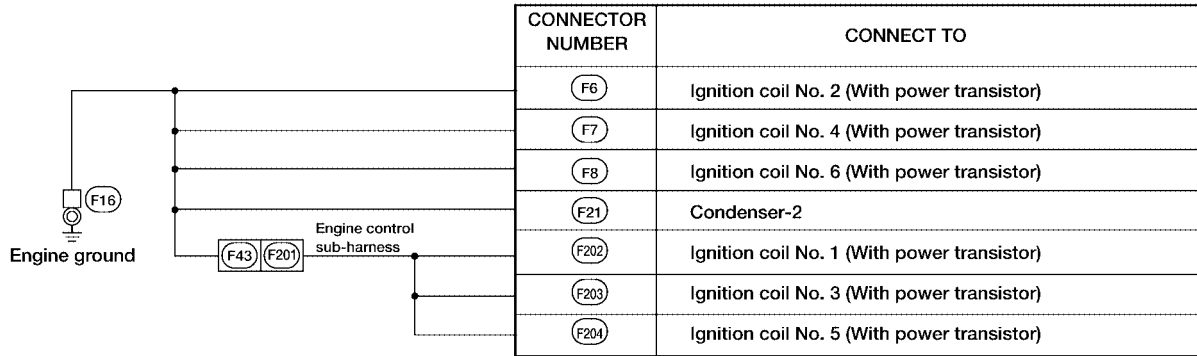 CONNECTOR NUMBER
CONNECT TO
F6
Ignition coil No. 2 (With power transistor)
F7
Ignition coil No. 4 (With power transistor)
F8
Ignition coil No. 6 (With power transistor)
F16
F21
Condenser-2
Engine ground
F43
F201
Engine control
sub-harness
F202
Ignition coil No. 1 (With power transistor)
F203
Ignition coil No. 3 (With power transistor)
F204
Ignition coil No. 5 (With power transistor)